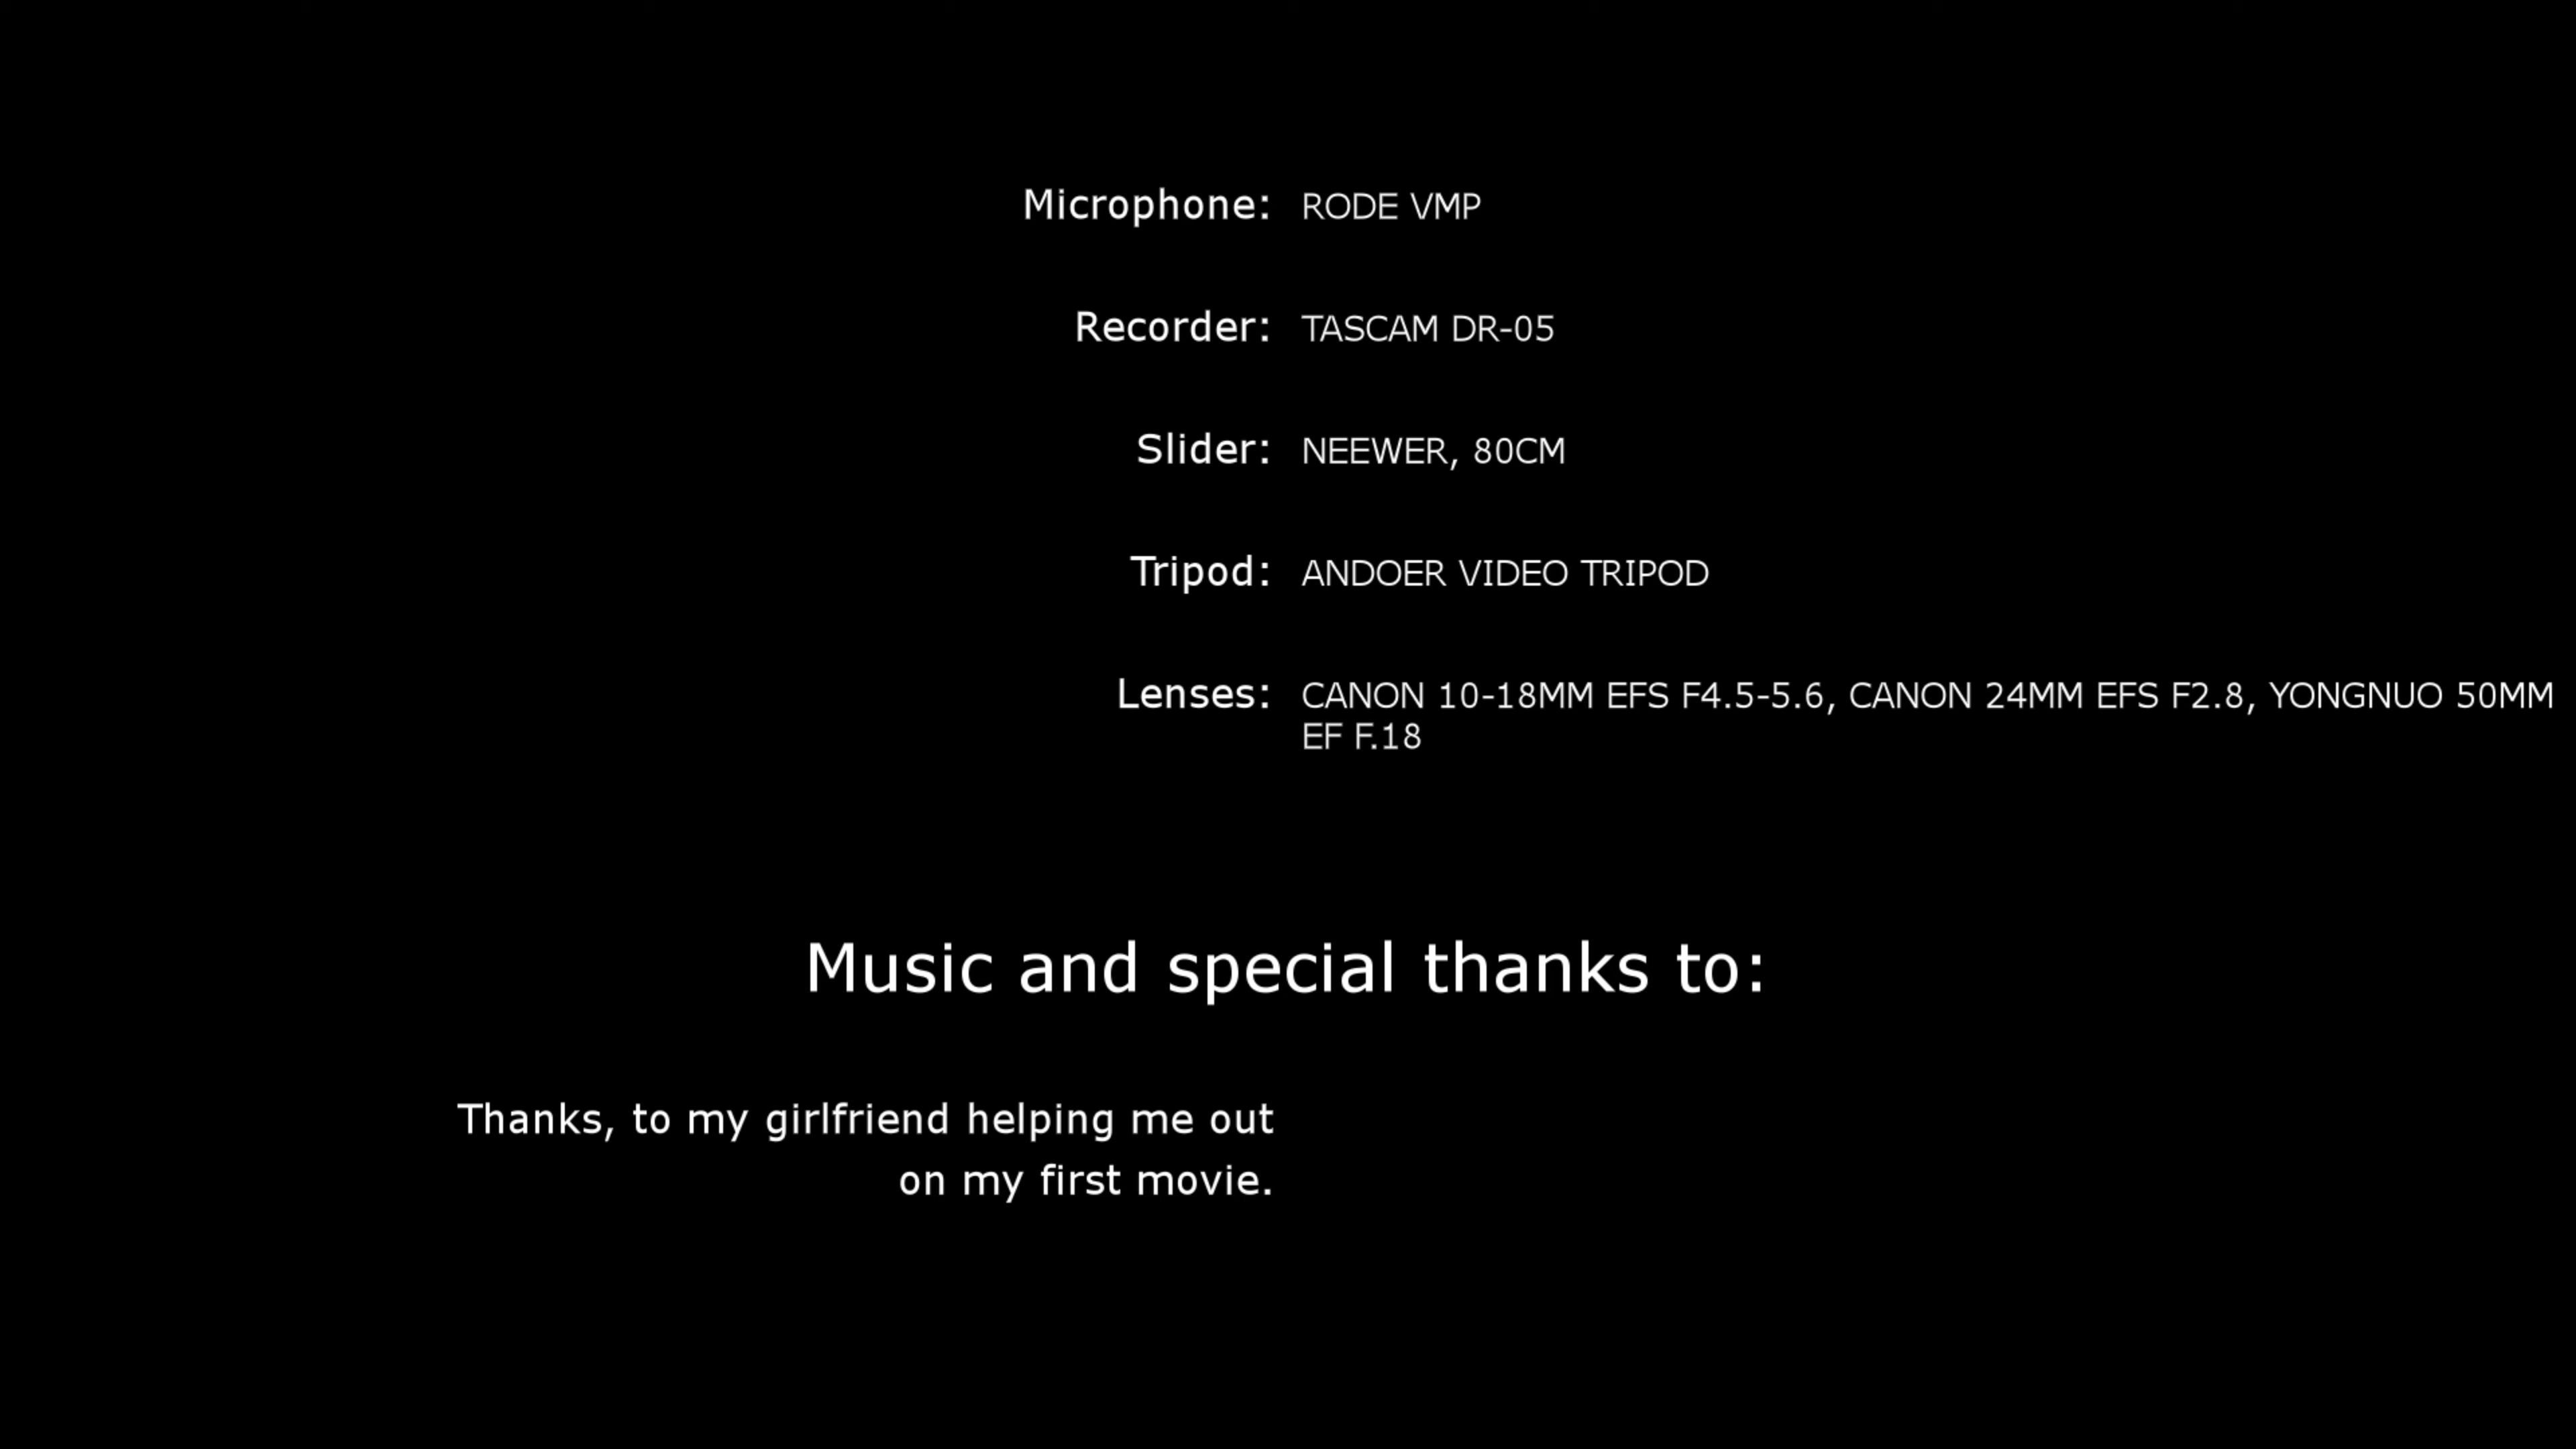 Microphone: RODE VMP
Recorder: TASCAM DR-05
Slider: NEEWER, 80CM
Tripod: ANDOER VIDEO TRIPOD
Lenses: CANON 10-18MM EFS F4.5-5.6, CANON 24MM EFS F2.8, YONGNUO 50MM
EF F.18
Music and special thanks to:
Thanks, to my girlfriend helping me out
on my first movie.